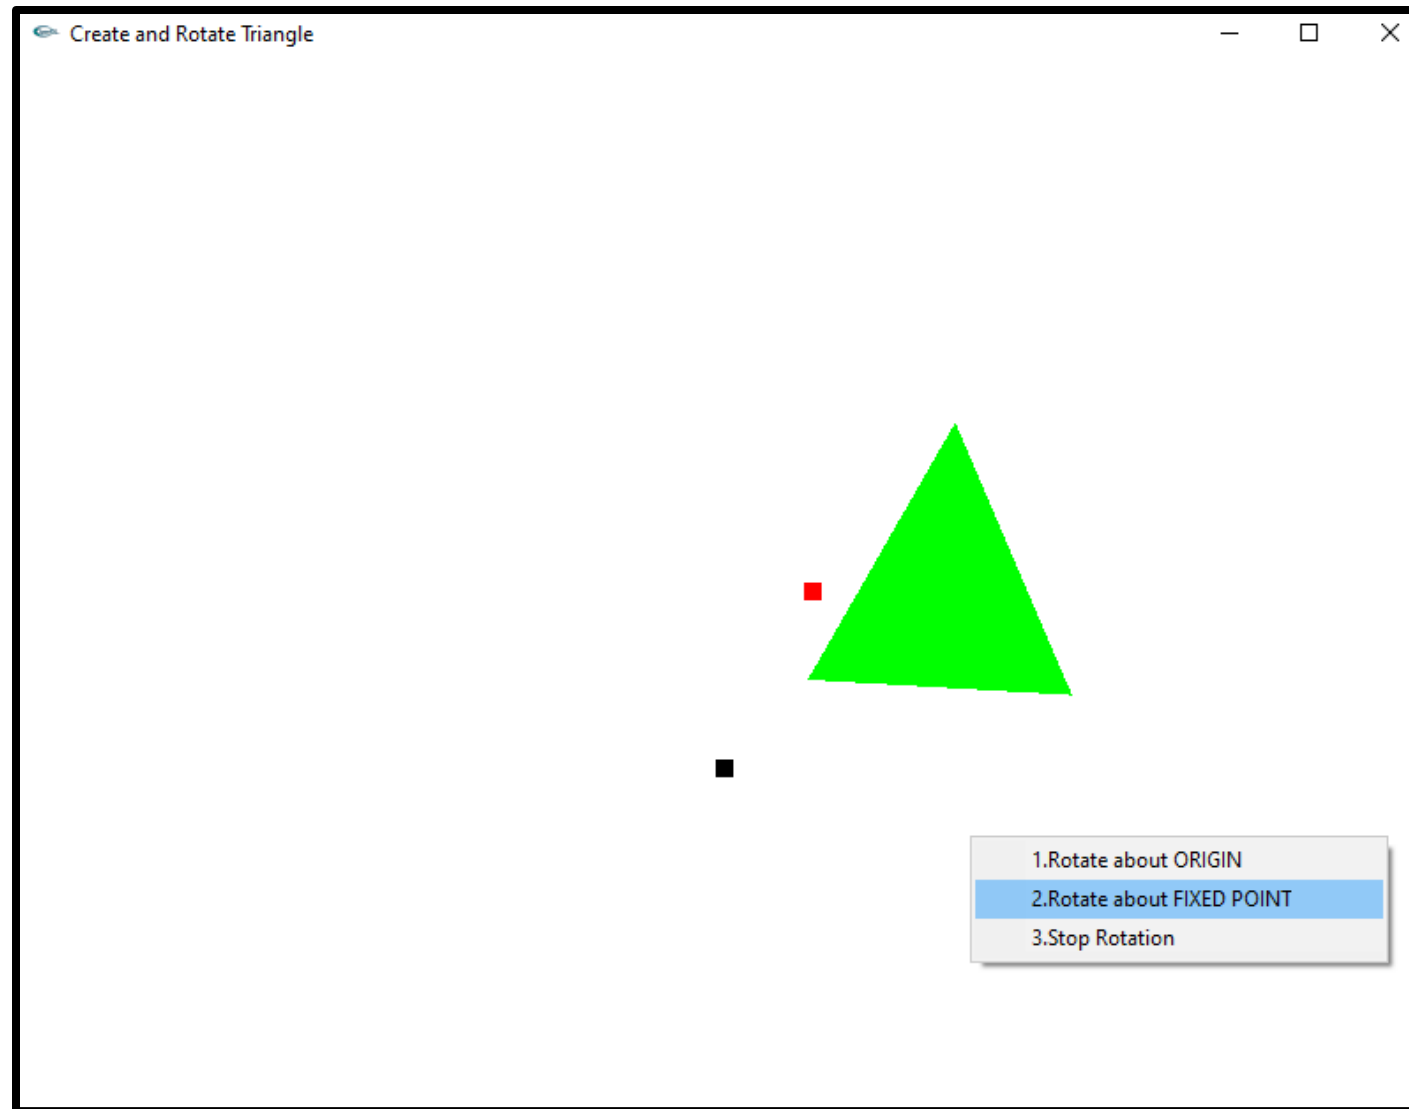 Create and Rotate Triangle
1.Rotate about ORIGIN
2.Rotate about FIXED POINT
3.Stop Rotation